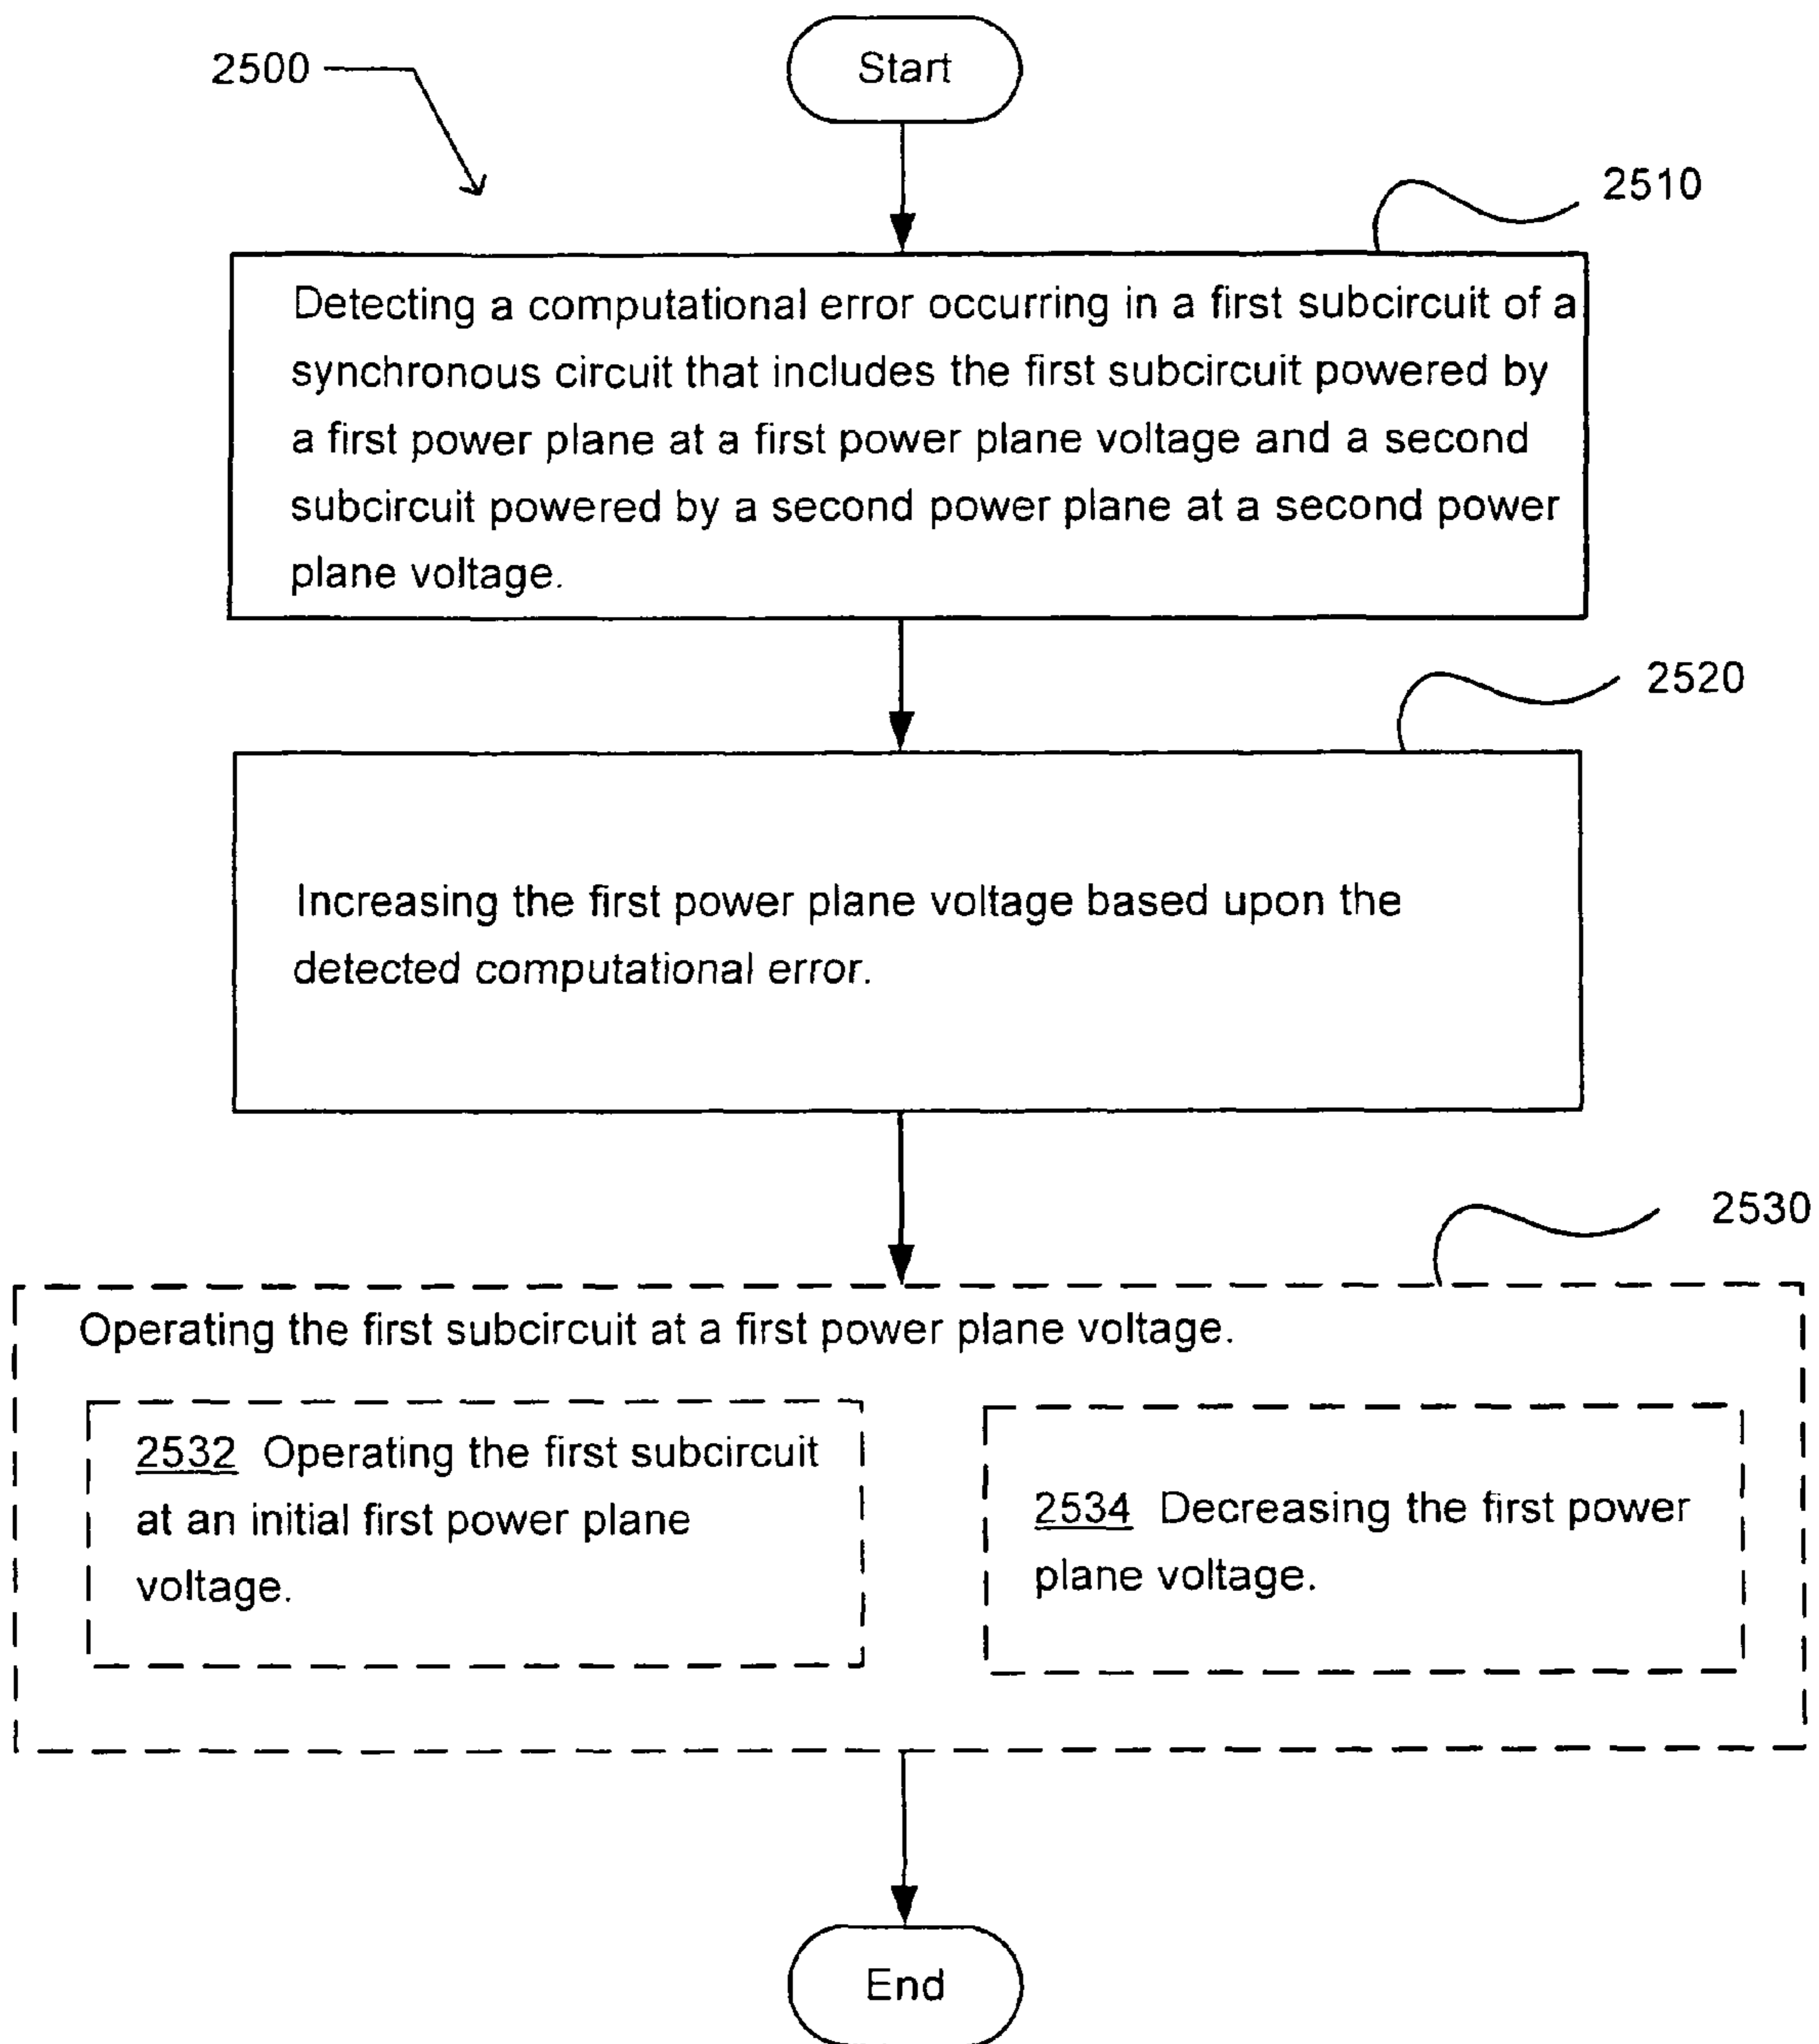 Start
2500
2510
Detecting a computational error occurring in a first subcircuit of a
synchronous circuit that includes the first subcircuit powered by
a first power plane at a first power plane voltage and a second
subcircuit powered by a second power plane at a second power
plane voltage.
2520
Increasing the first power plane voltage based upon the
detected computational error.
2530
Operating the first subcircuit at a first power plane voltage.
2532 Operating the first subcircuit
at an initial first power plane
voltage.
2534 Decreasing the first power
plane voltage.
End